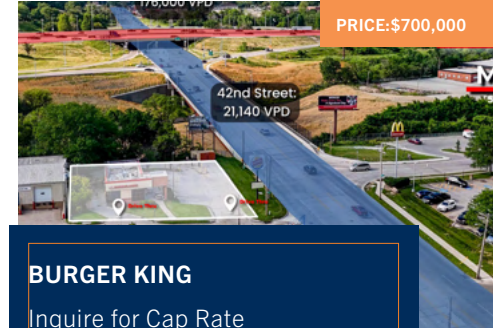 176,000 VPD
PRICE:$700,000
M
42nd Street:
21,140 VPD
BURGER KING
Inquire for Cap Rate